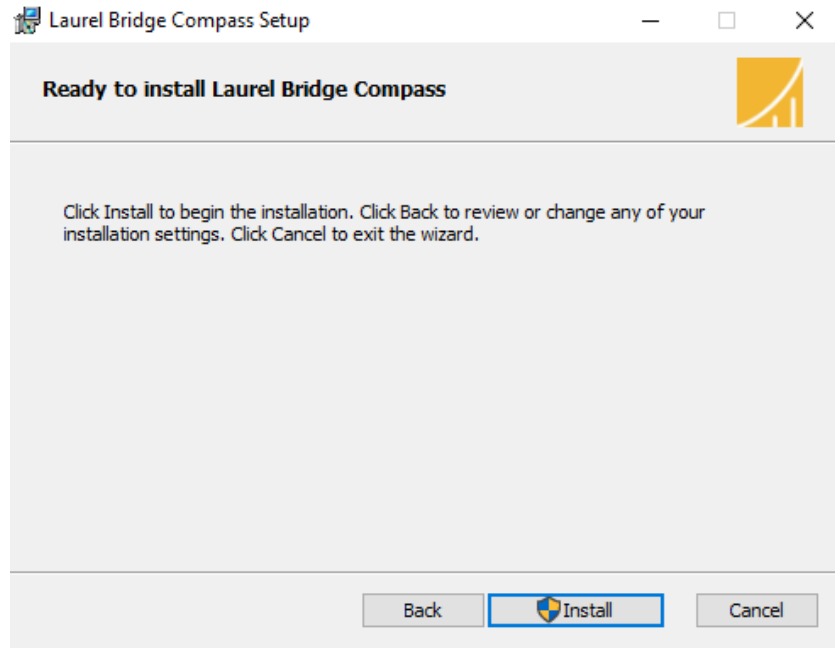 Laurel Bridge Compass Setup
Ready to install Laurel Bridge Compass
Click Install to begin the installation. Click Back to review or change any of your
installation settings. Click Cancel to exit the wizard.
Back Install Cancel